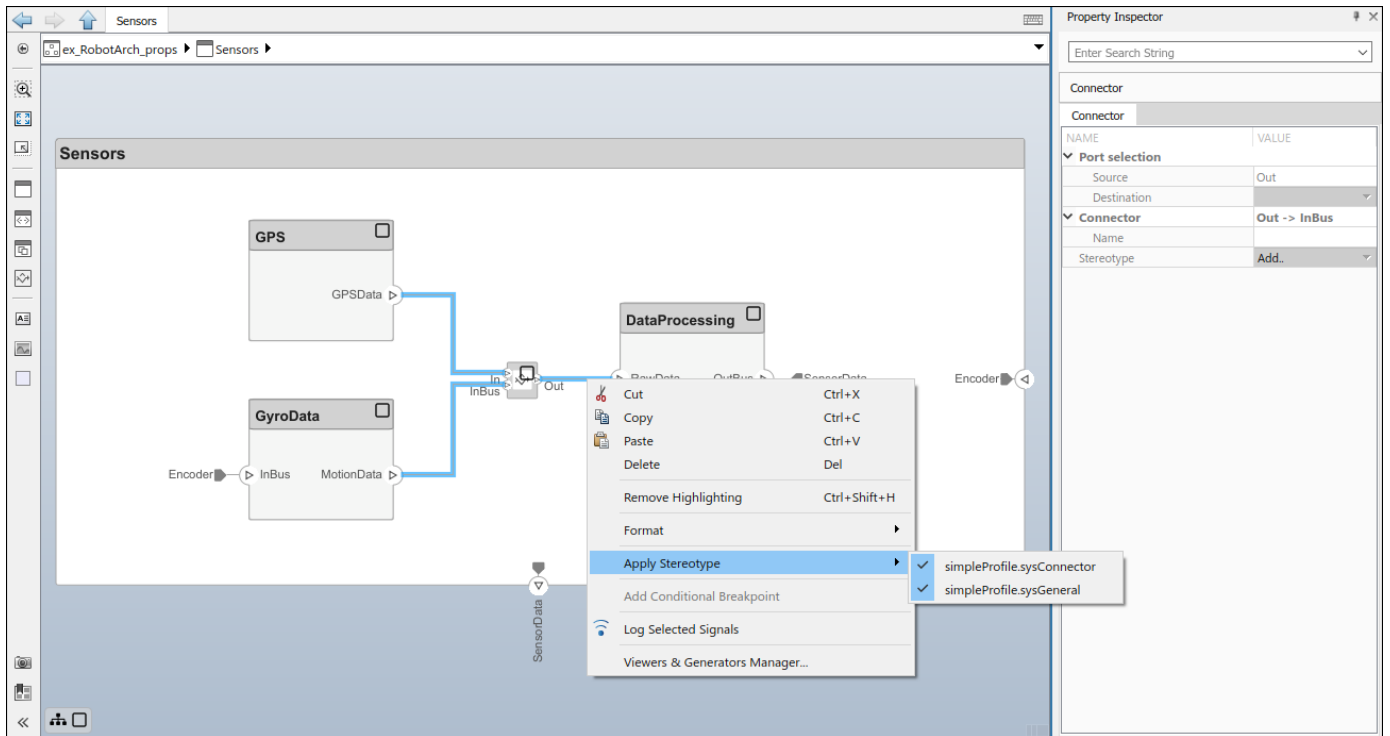 Sensors
ex_RobotArch_props Sensors
Sensors
GPS
GPSData
DataProcessing
RawData OutBus SensorData
Encoder
In
InBus
Out
GyroData
Encoder InBus MotionData
SensorData
Cut Ctrl+X
Copy Ctrl+C
Paste Ctrl+V
Delete Del
Remove Highlighting Ctrl+Shift+H
Format
Apply Stereotype
Add Conditional Breakpoint
Log Selected Signals
Viewers & Generators Manager...
simpleProfile.sysConnector
simpleProfile.sysGeneral
Property Inspector
Enter Search String
Connector
Connector
NAME VALUE
Port selection
Source Out
Destination
Connector Out -> InBus
Name
Stereotype Add..